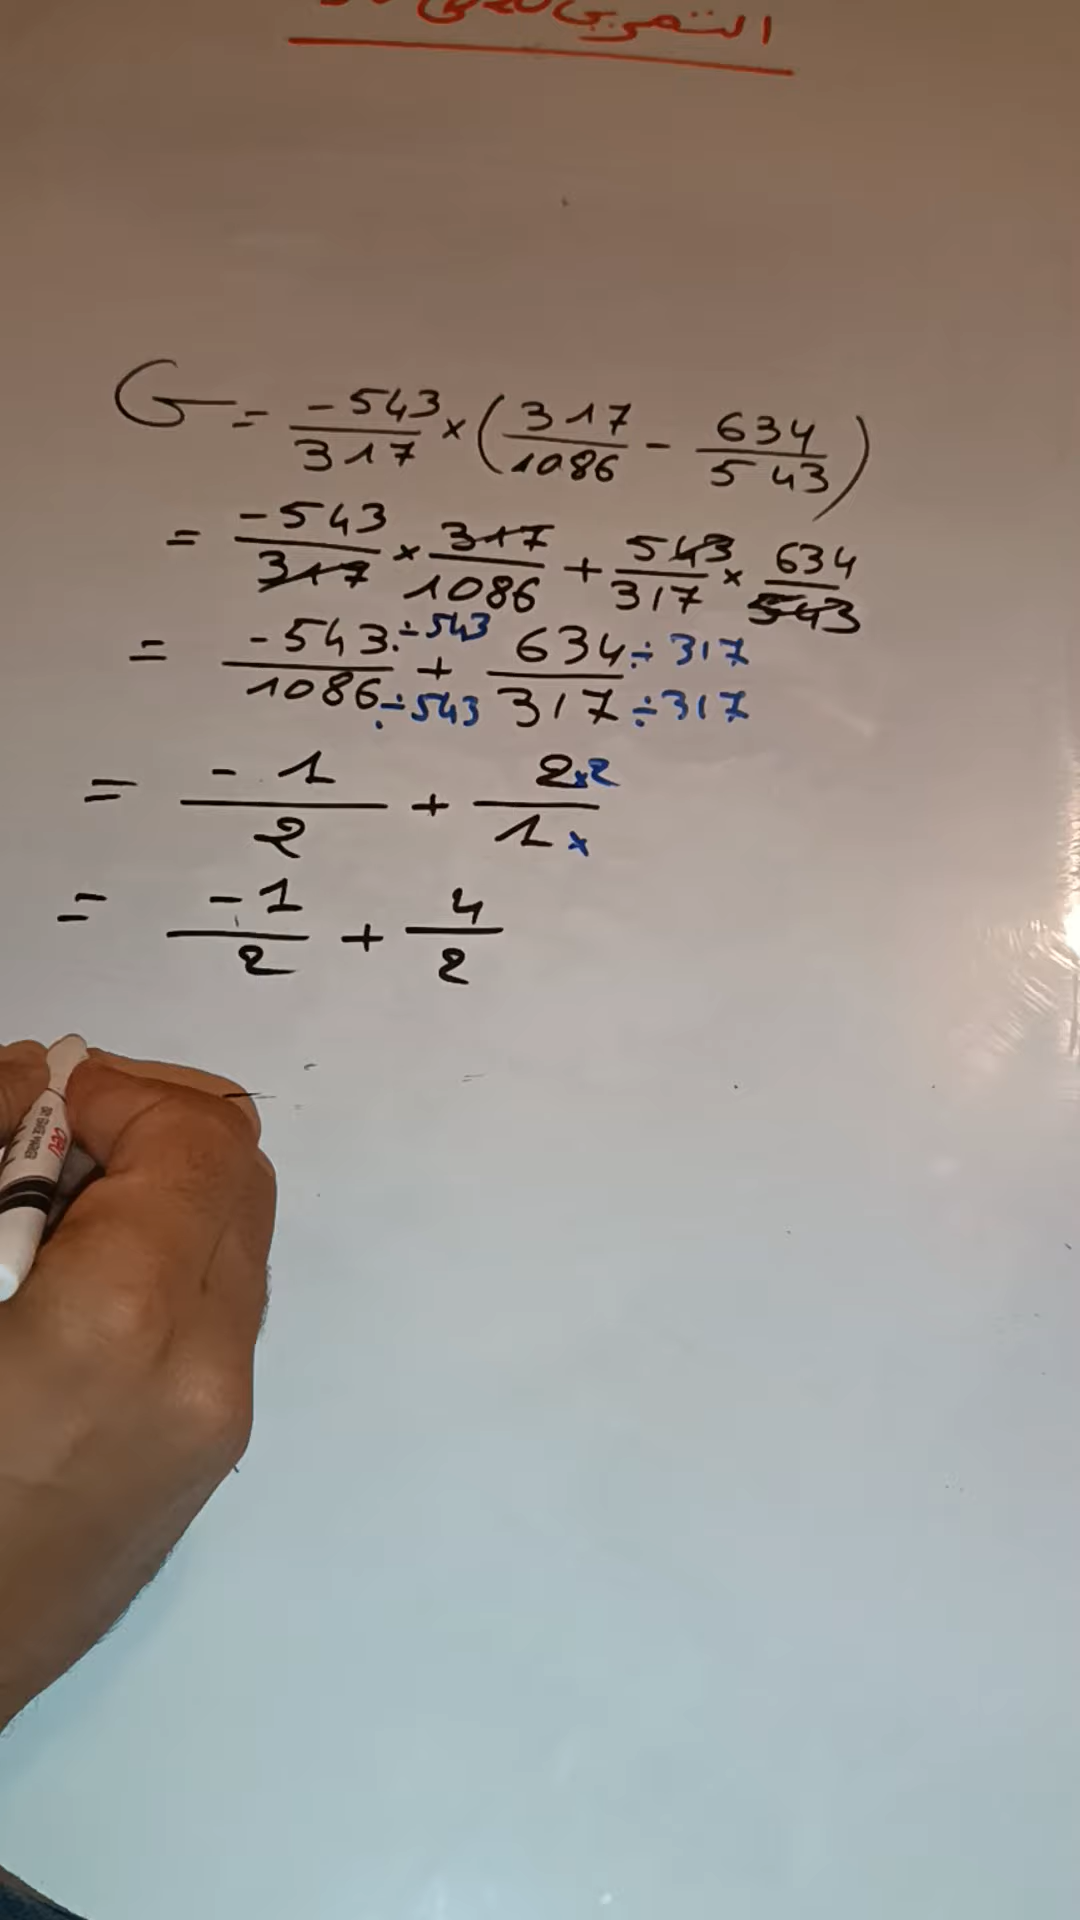 G = -543/317 × (317/1086 - 634/543)
= -543/317 × 317/1086 + 543/317 × 634/543
= -543÷543/1086÷543 + 634÷317/317÷317
= -1/2 + 2×2/1×
= -1/2 + 4/2